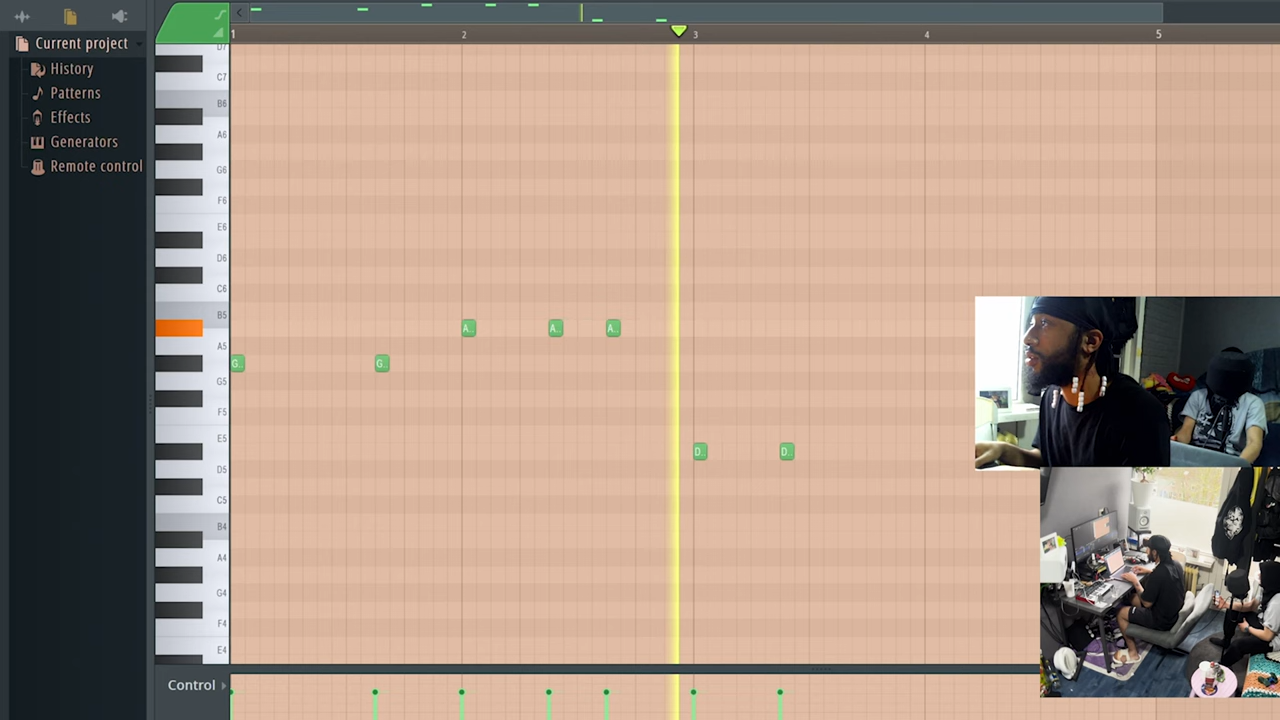 Current project
History
Patterns
Effects
Generators
Remote control
1 2 3 4 5
D7
C7
B6
A6
G6
F6
E6
D6
C6
B5
A5
G5
F5
E5
D5
C5
B4
A4
G4
F4
E4
A.. A.. A..
G.. G..
D.. D..
Control